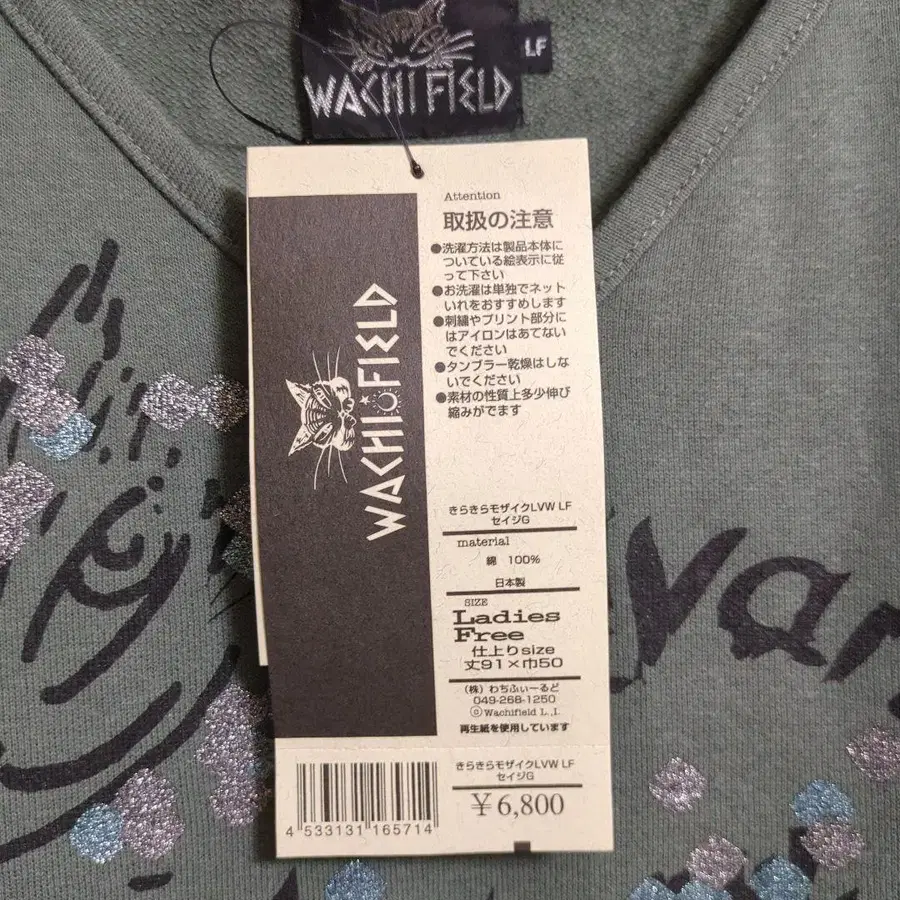 WACHI FIELD
LF
Attention
取扱の注意
●洗濯方法は製品本体に
ついている絵表示に従
って下さい
●お洗濯は単独でネット
いれをおすすめします
●刺繍やプリント部分に
はアイロンはあてない
でください
●タンブラー乾燥はしな
いでください
●素材の性質上多少伸び
縮みがでます
WACHI FIELD
きらきらモザイクLVW LF
セイジG
material
綿 100%
日本製
SIZE
Ladies
Free
仕上りsize
丈91×巾50
(株)わちふぃーるど
049-268-1250
©Wachifield L.,I.
再生紙を使用しています
きらきらモザイクLVW LF
セイジG
¥6,800
4 533131 165714